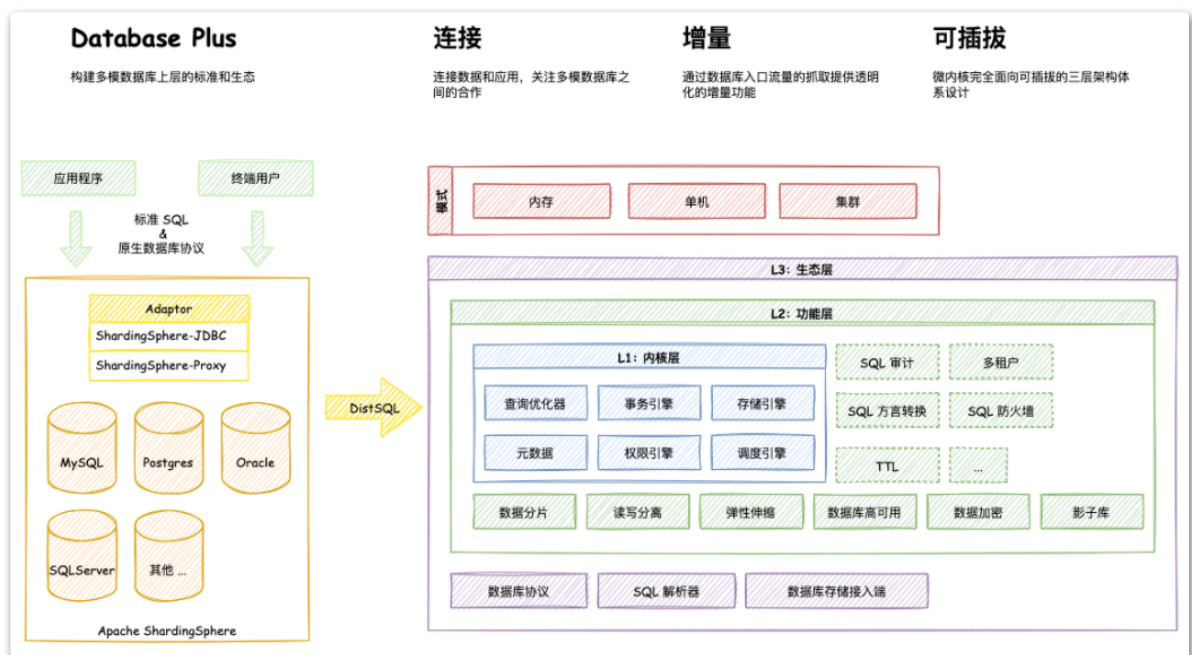 Database Plus
构建多模数据库上层的标准和生态
连接
连接数据和应用，关注多模数据库之
间的合作
增量
通过数据库入口流量的抓取提供透明
化的增量功能
可插拔
微内核完全面向可插拔的三层架构体
系设计
应用程序
终端用户
标准 SQL
&
原生数据库协议
Adaptor
ShardingSphere-JDBC
ShardingSphere-Proxy
MySQL
Postgres
Oracle
SQLServer
其他 ...
Apache ShardingSphere
DistSQL
模式
内存
单机
集群
L3：生态层
L2：功能层
L1：内核层
查询优化器
事务引擎
存储引擎
元数据
权限引擎
调度引擎
SQL 审计
多租户
SQL 方言转换
SQL 防火墙
TTL
...
数据分片
读写分离
弹性伸缩
数据库高可用
数据加密
影子库
数据库协议
SQL 解析器
数据库存储接入端